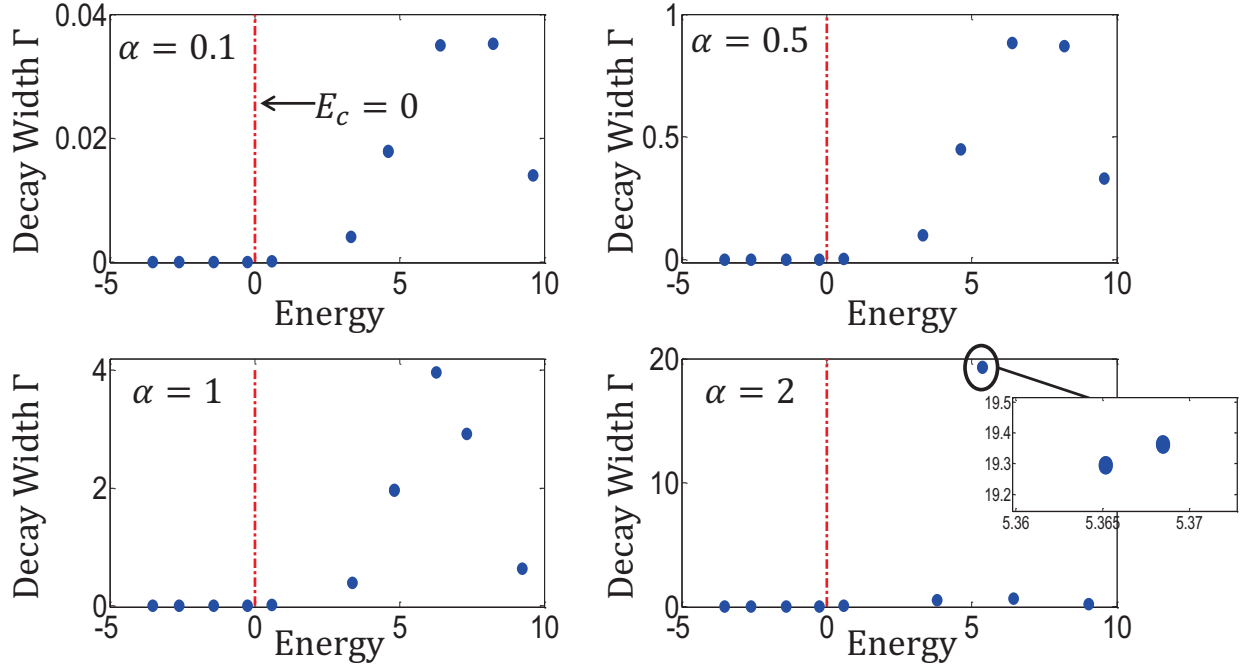 0.04
α = 0.1
0.02
0
Decay Width Γ
E_c = 0
-5 0 5 10
Energy
1
α = 0.5
0.5
0
Decay Width Γ
-5 0 5 10
Energy
4
α = 1
2
0
Decay Width Γ
-5 0 5 10
Energy
20
α = 2
10
0
Decay Width Γ
-5 0 5 10
Energy
19.5
19.4
19.3
19.2
5.36 5.365 5.37